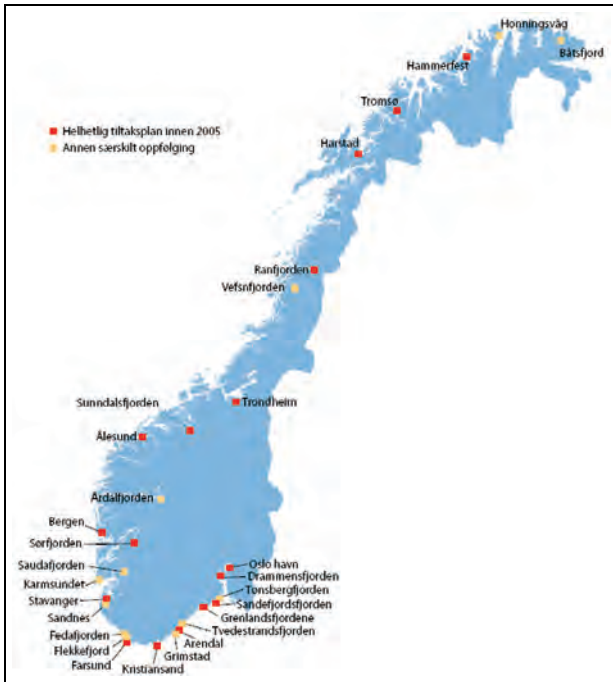 Honningsvåg
Båtsfjord
Hammerfest
Tromsø
Harstad
Helhetlig tiltaksplan innen 2005
Annen særskilt oppfølging
Ranfjorden
Vefsnfjorden
Sunndalsfjorden
Trondheim
Ålesund
Årdalfjorden
Bergen
Sørfjorden
Saudafjorden
Karmsundet
Stavanger
Sandnes
Fedafjorden
Flekkefjord
Farsund
Kristiansand
Oslo havn
Drammensfjorden
Tønsbergfjorden
Sandefjordsfjorden
Grenlandsfjordene
Tvedestrandsfjorden
Arendal
Grimstad